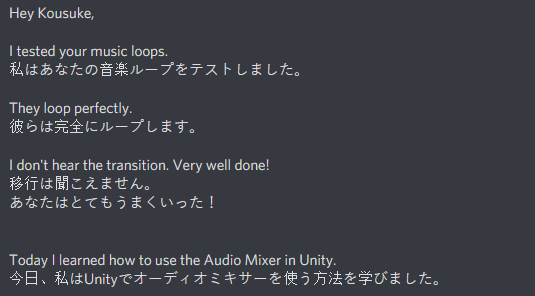 Hey Kousuke,
I tested your music loops.
私はあなたの音楽ループをテストしました。
They loop perfectly.
彼らは完全にループします。
I don't hear the transition. Very well done!
移行は聞こえません。
あなたはとてもうまくいった！
Today I learned how to use the Audio Mixer in Unity.
今日、私はUnityでオーディオミキサーを使う方法を学びました。